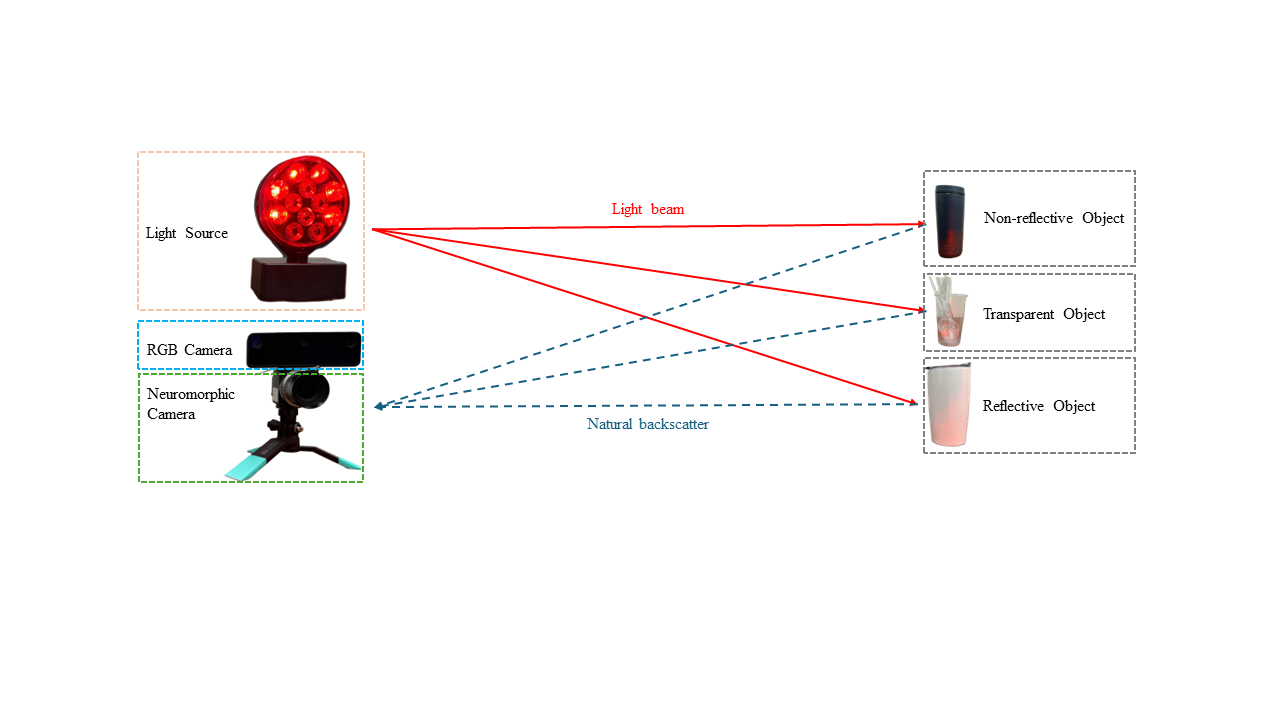 Light Source
RGB Camera
Neuromorphic
Camera
Light beam
Natural backscatter
Non-reflective Object
Transparent Object
Reflective Object